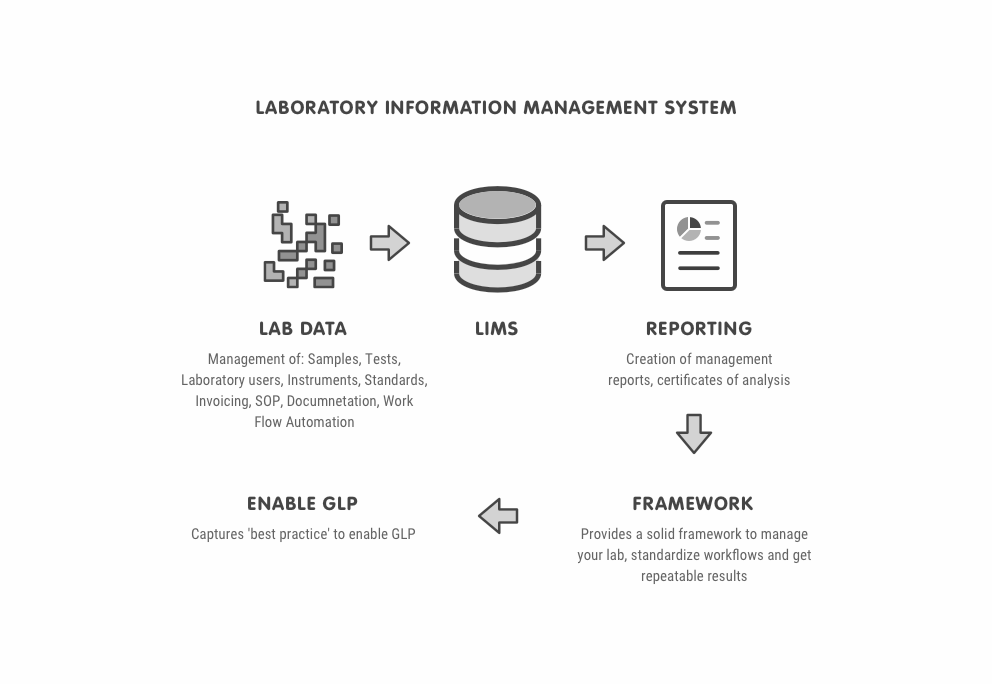 LABORATORY INFORMATION MANAGEMENT SYSTEM
LAB DATA
Management of: Samples, Tests,
Laboratory users, Instruments, Standards,
Invoicing, SOP, Documnetation, Work
Flow Automation
LIMS
REPORTING
Creation of management
reports, certificates of analysis
FRAMEWORK
Provides a solid framework to manage
your lab, standardize workflows and get
repeatable results
ENABLE GLP
Captures 'best practice' to enable GLP